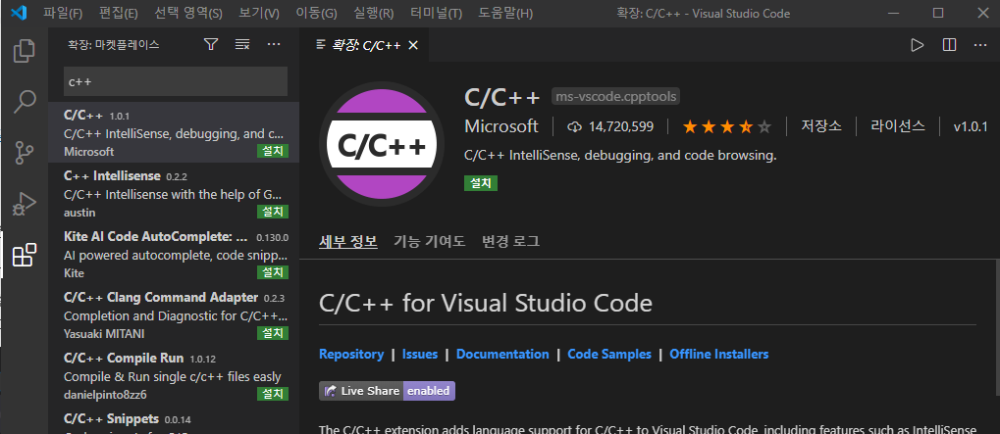 파일(F) 편집(E) 선택 영역(S) 보기(V) 이동(G) 실행(R) 터미널(T) 도움말(H) 확장: C/C++ - Visual Studio Code
확장: 마켓플레이스
c++
C/C++ 1.0.1
C/C++ IntelliSense, debugging, and c...
Microsoft 설치
C++ Intellisense 0.2.2
C/C++ Intellisense with the help of G...
austin 설치
Kite AI Code AutoComplete: ... 0.130.0
AI powered autocomplete, code snipp...
Kite 설치
C/C++ Clang Command Adapter 0.2.3
Completion and Diagnostic for C/C++...
Yasuaki MITANI 설치
C/C++ Compile Run 1.0.12
Compile & Run single c/c++ files easly
danielpinto8zz6 설치
C/C++ Snippets 0.0.14
확장: C/C++
C/C++
C/C++ ms-vscode.cpptools
Microsoft 14,720,599 저장소 라이선스 v1.0.1
C/C++ IntelliSense, debugging, and code browsing.
설치
세부 정보 기능 기여도 변경 로그
C/C++ for Visual Studio Code
Repository | Issues | Documentation | Code Samples | Offline Installers
Live Share enabled
The C/C++ extension adds language support for C/C++ to Visual Studio Code, including features such as IntelliSense